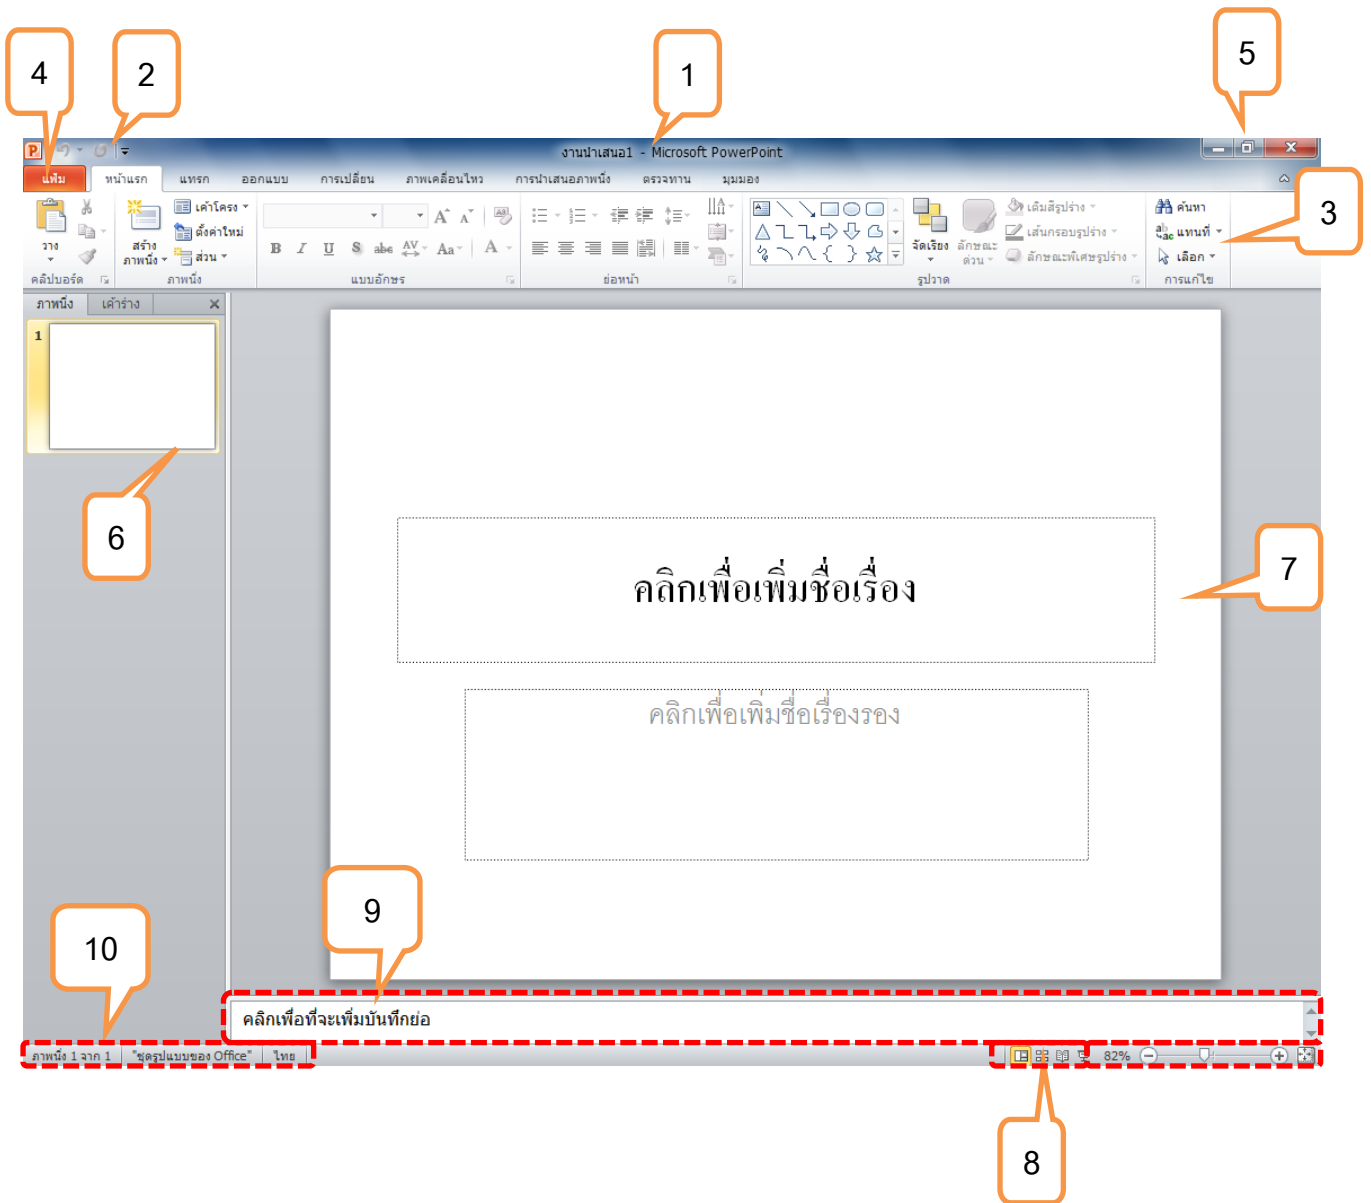 4
2
1
5
งานนำเสนอ1 - Microsoft PowerPoint
แฟ้ม หน้าแรก แทรก ออกแบบ การเปลี่ยน ภาพเคลื่อนไหว การนำเสนอภาพนิ่ง ตรวจทาน มุมมอง
3
วาง
คลิปบอร์ด
สร้าง
ภาพนิ่ง
เค้าโครง
ตั้งค่าใหม่
ส่วน
ภาพนิ่ง
B I U S abc AV Aa A
แบบอักษร
ย่อหน้า
จัดเรียง
ลักษณะ
ด่วน
เติมสีรูปร่าง
เส้นกรอบรูปร่าง
ลักษณะพิเศษรูปร่าง
รูปวาด
ค้นหา
แทนที่
เลือก
การแก้ไข
ภาพนิ่ง เค้าร่าง
1
6
คลิกเพื่อเพิ่มชื่อเรื่อง
7
คลิกเพื่อเพิ่มชื่อเรื่องรอง
9
10
คลิกเพื่อที่จะเพิ่มบันทึกย่อ
ภาพนิ่ง 1 จาก 1 "ชุดรูปแบบของ Office" ไทย 82%
8